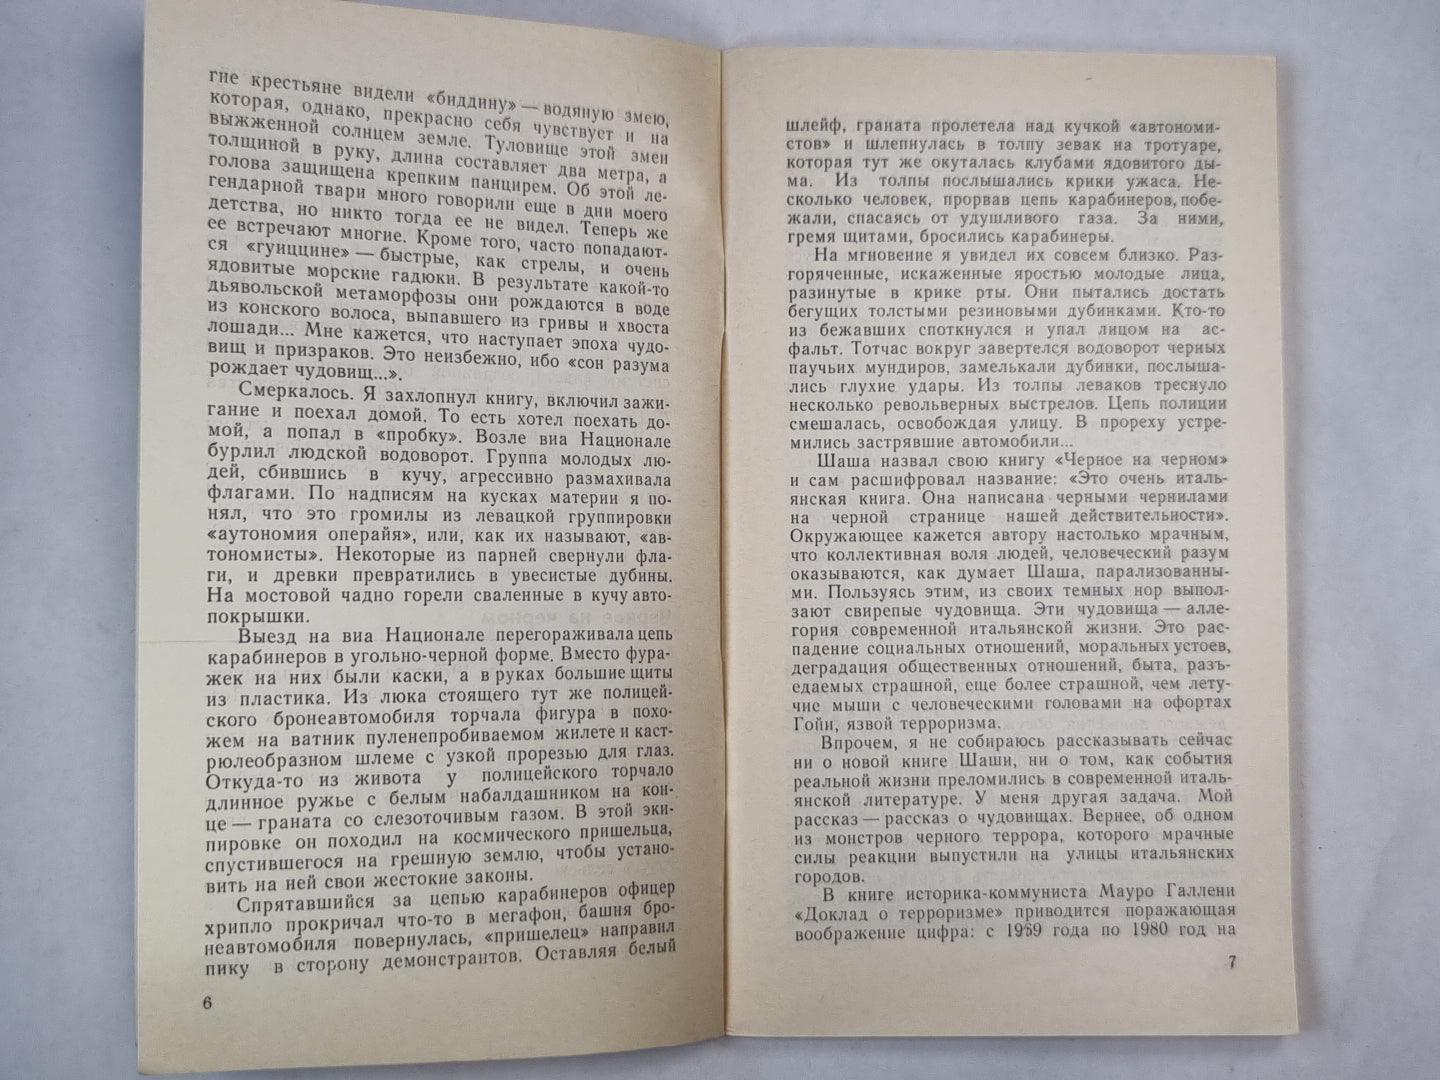 гие крестьяне видели «биддину» — водяную змею,
которая, однако, прекрасно себя чувствует и на
выжженной солнцем земле. Туловище этой змеи
толщиной в руку, длина составляет два метра, а
голова защищена крепким панцирем. Об этой ле-
гендарной твари много говорили еще в дни моего
детства, но никто тогда ее не видел. Теперь же
ее встречают многие. Кроме того, часто попадают-
ся «гуиццине» — быстрые, как стрелы, и очень
ядовитые морские гадюки. В результате какой-то
дьявольской метаморфозы они рождаются в воде
из конского волоса, выпавшего из гривы и хвоста
лошади... Мне кажется, что наступает эпоха чудо-
вищ и призраков. Это неизбежно, ибо «сон разума
рождает чудовищ...».
Смеркалось. Я захлопнул книгу, включил зажи-
гание и поехал домой. То есть хотел поехать до-
мой, а попал в «пробку». Возле виа Национале
бурлил людской водоворот. Группа молодых лю-
дей, сбившись в кучу, агрессивно размахивала
флагами. По надписям на кусках материи я по-
нял, что это громилы из левацкой группировки
«аутономия операйя», или, как их называют, «ав-
тономисты». Некоторые из парней свернули фла-
ги, и древки превратились в увесистые дубины.
На мостовой чадно горели сваленные в кучу авто-
покрышки.
Выезд на виа Национале перегораживала цепь
карабинеров в угольно-черной форме. Вместо фура-
жек на них были каски, а в руках большие щиты
из пластика. Из люка стоящего тут же полицей-
ского бронеавтомобиля торчала фигура в похо-
жем на ватник пуленепробиваемом жилете и каст-
рюлеобразном шлеме с узкой прорезью для глаз.
Откуда-то из живота у полицейского торчало
длинное ружье с белым набалдашником на кон-
це — граната со слезоточивым газом. В этой эки-
пировке он походил на космического пришельца,
спустившегося на грешную землю, чтобы устано-
вить на ней свои жестокие законы.
Спрятавшийся за цепью карабинеров офицер
хрипло прокричал что-то в мегафон, башня бро-
неавтомобиля повернулась, «пришелец» направил
пику в сторону демонстрантов. Оставляя белый
6
шлейф, граната пролетела над кучкой «автономи-
стов» и шлепнулась в толпу зевак на тротуаре,
которая тут же окуталась клубами ядовитого ды-
ма. Из толпы послышались крики ужаса. Не-
сколько человек, прорвав цепь карабинеров, побе-
жали, спасаясь от удушливого газа. За ними,
гремя щитами, бросились карабинеры.
На мгновение я увидел их совсем близко. Раз-
горяченные, искаженные яростью молодые лица,
разинутые в крике рты. Они пытались достать
бегущих толстыми резиновыми дубинками. Кто-то
из бежавших споткнулся и упал лицом на ас-
фальт. Тотчас вокруг завертелся водоворот черных
паучьих мундиров, замелькали дубинки, послыша-
лись глухие удары. Из толпы леваков треснуло
несколько револьверных выстрелов. Цепь полиции
смешалась, освобождая улицу. В прореху устре-
мились застрявшие автомобили...
Шаша назвал свою книгу «Черное на черном»
и сам расшифровал название: «Это очень италь-
янская книга. Она написана черными чернилами
на черной странице нашей действительности».
Окружающее кажется автору настолько мрачным,
что коллективная воля людей, человеческий разум
оказываются, как думает Шаша, парализованны-
ми. Пользуясь этим, из своих темных нор выпол-
зают свирепые чудовища. Эти чудовища — алле-
гория современной итальянской жизни. Это рас-
падение социальных отношений, моральных устоев,
деградация общественных отношений, быта, разъ-
едаемых страшной, еще более страшной, чем лету-
чие мыши с человеческими головами на офортах
Гойи, язвой терроризма.
Впрочем, я не собираюсь рассказывать сейчас
ни о новой книге Шаши, ни о том, как события
реальной жизни преломились в современной италь-
янской литературе. У меня другая задача. Мой
рассказ — рассказ о чудовищах. Вернее, об одном
из монстров черного террора, которого мрачные
силы реакции выпустили на улицы итальянских
городов.
В книге историка-коммуниста Мауро Галлени
«Доклад о терроризме» приводится поражающая
воображение цифра: с 1969 года по 1980 год на
7